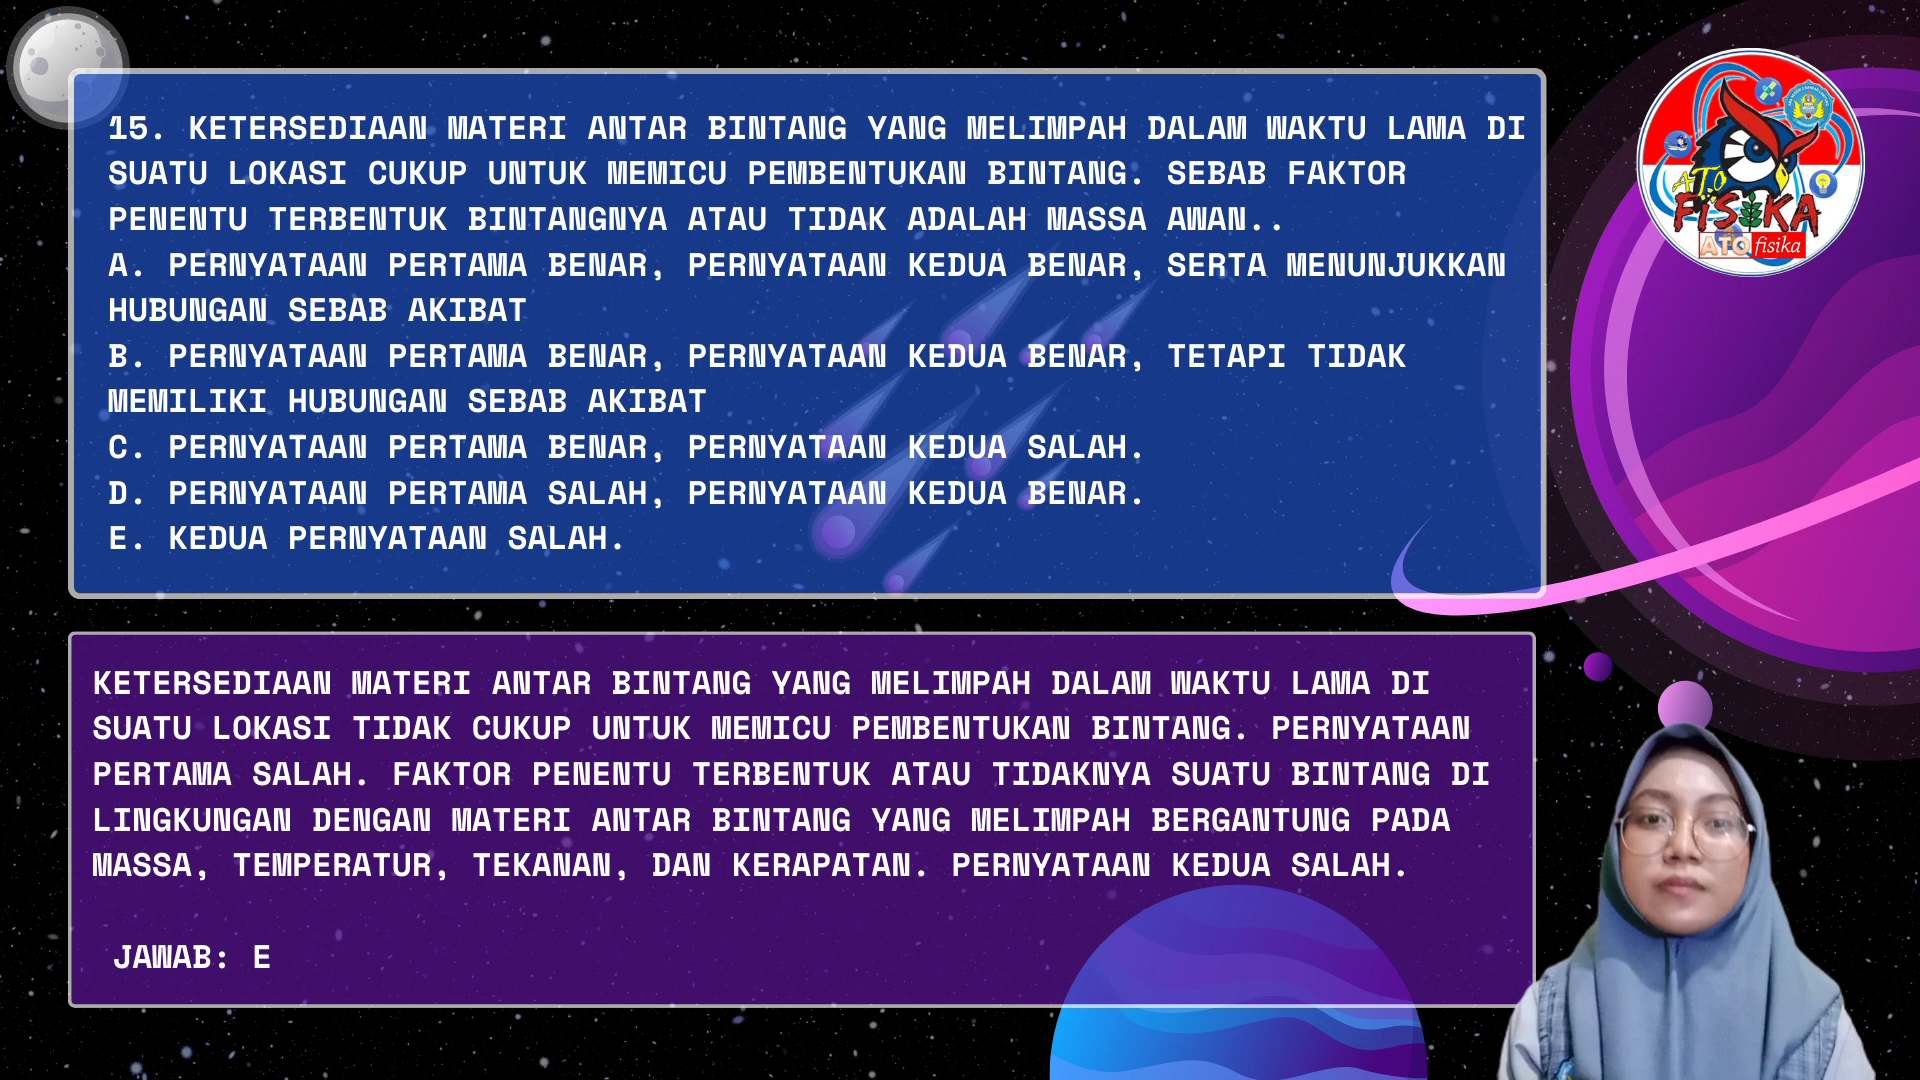 15. KETERSEDIAAN MATERI ANTAR BINTANG YANG MELIMPAH DALAM WAKTU LAMA DI
SUATU LOKASI CUKUP UNTUK MEMICU PEMBENTUKAN BINTANG. SEBAB FAKTOR
PENENTU TERBENTUK BINTANGNYA ATAU TIDAK ADALAH MASSA AWAN..
A. PERNYATAAN PERTAMA BENAR, PERNYATAAN KEDUA BENAR, SERTA MENUNJUKKAN
HUBUNGAN SEBAB AKIBAT
B. PERNYATAAN PERTAMA BENAR, PERNYATAAN KEDUA BENAR, TETAPI TIDAK
MEMILIKI HUBUNGAN SEBAB AKIBAT
C. PERNYATAAN PERTAMA BENAR, PERNYATAAN KEDUA SALAH.
D. PERNYATAAN PERTAMA SALAH, PERNYATAAN KEDUA BENAR.
E. KEDUA PERNYATAAN SALAH.
ATO
FISIKA
ATO fisika
KETERSEDIAAN MATERI ANTAR BINTANG YANG MELIMPAH DALAM WAKTU LAMA DI
SUATU LOKASI TIDAK CUKUP UNTUK MEMICU PEMBENTUKAN BINTANG. PERNYATAAN
PERTAMA SALAH. FAKTOR PENENTU TERBENTUK ATAU TIDAKNYA SUATU BINTANG DI
LINGKUNGAN DENGAN MATERI ANTAR BINTANG YANG MELIMPAH BERGANTUNG PADA
MASSA, TEMPERATUR, TEKANAN, DAN KERAPATAN. PERNYATAAN KEDUA SALAH.
JAWAB: E